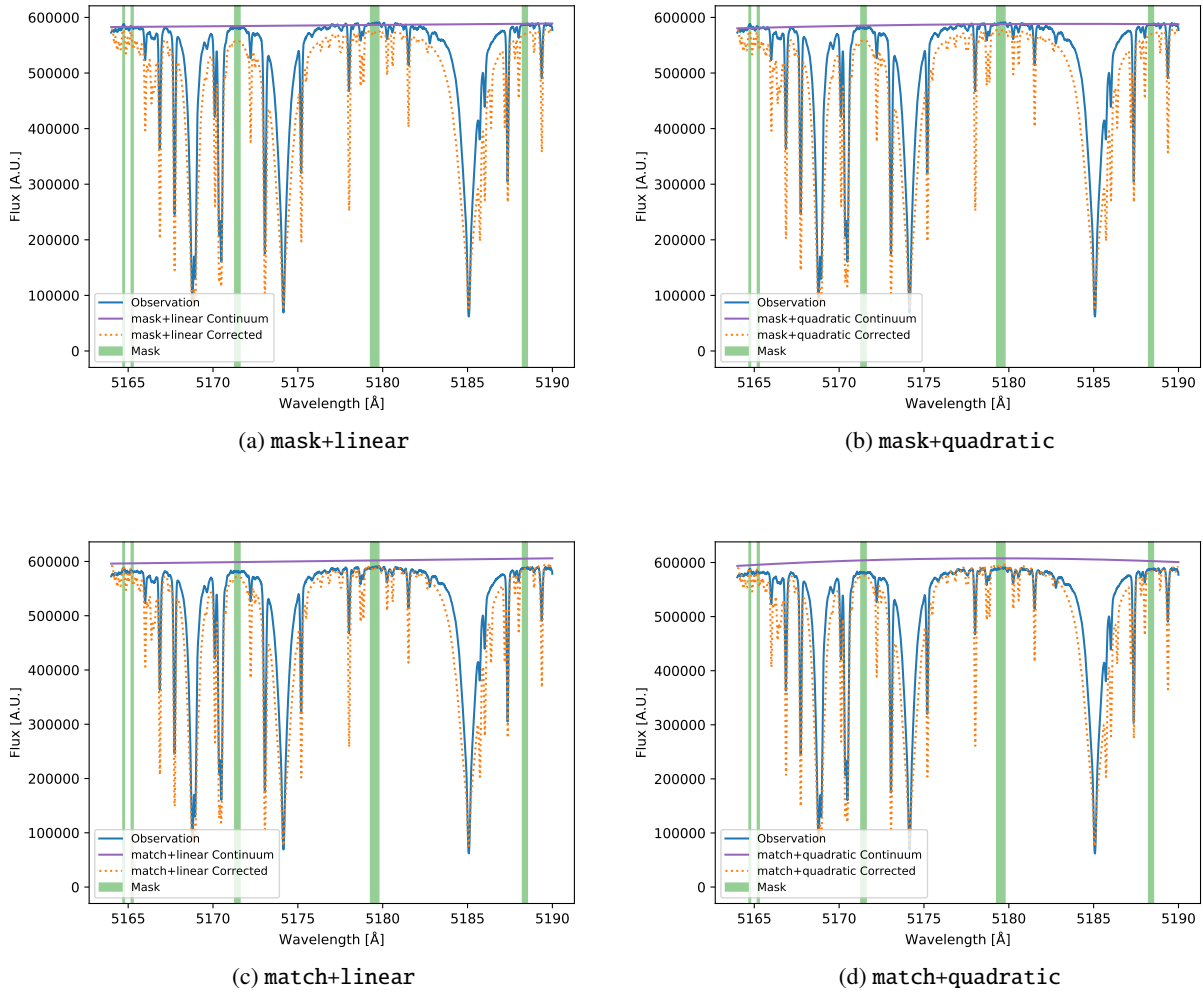 600000
500000
400000
300000
200000
100000
0
Flux [A.U.]
Observation
mask+linear Continuum
mask+linear Corrected
Mask
5165 5170 5175 5180 5185 5190
Wavelength [Å]
(a) mask+linear
600000
500000
400000
300000
200000
100000
0
Flux [A.U.]
Observation
mask+quadratic Continuum
mask+quadratic Corrected
Mask
5165 5170 5175 5180 5185 5190
Wavelength [Å]
(b) mask+quadratic
600000
500000
400000
300000
200000
100000
0
Flux [A.U.]
Observation
match+linear Continuum
match+linear Corrected
Mask
5165 5170 5175 5180 5185 5190
Wavelength [Å]
(c) match+linear
600000
500000
400000
300000
200000
100000
0
Flux [A.U.]
Observation
match+quadratic Continuum
match+quadratic Corrected
Mask
5165 5170 5175 5180 5185 5190
Wavelength [Å]
(d) match+quadratic